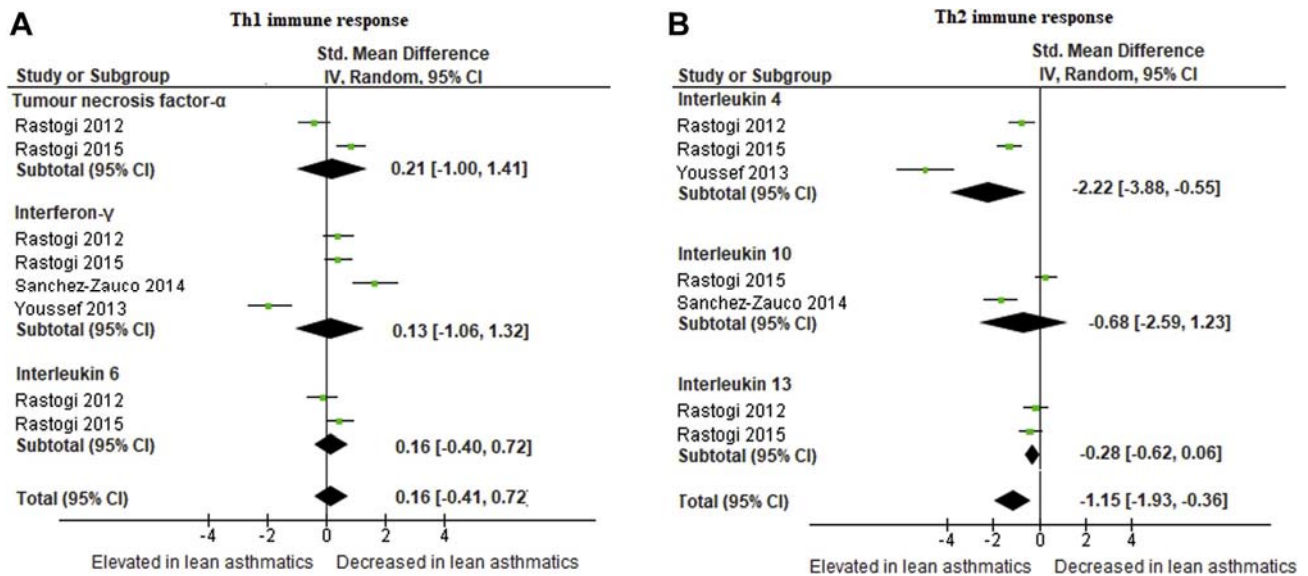 A
Th1 immune response
Std. Mean Difference
Study or Subgroup IV, Random, 95% CI
Tumour necrosis factor-α
Rastogi 2012
Rastogi 2015
Subtotal (95% CI) 0.21 [-1.00, 1.41]
Interferon-γ
Rastogi 2012
Rastogi 2015
Sanchez-Zauco 2014
Youssef 2013
Subtotal (95% CI) 0.13 [-1.06, 1.32]
Interleukin 6
Rastogi 2012
Rastogi 2015
Subtotal (95% CI) 0.16 [-0.40, 0.72]
Total (95% CI) 0.16 [-0.41, 0.72]
-4 -2 0 2 4
Elevated in lean asthmatics Decreased in lean asthmatics
B
Th2 immune response
Std. Mean Difference
Study or Subgroup IV, Random, 95% CI
Interleukin 4
Rastogi 2012
Rastogi 2015
Youssef 2013
Subtotal (95% CI) -2.22 [-3.88, -0.55]
Interleukin 10
Rastogi 2015
Sanchez-Zauco 2014
Subtotal (95% CI) -0.68 [-2.59, 1.23]
Interleukin 13
Rastogi 2012
Rastogi 2015
Subtotal (95% CI) -0.28 [-0.62, 0.06]
Total (95% CI) -1.15 [-1.93, -0.36]
-4 -2 0 2 4
Elevated in lean asthmatics Decreased in lean asthmatics